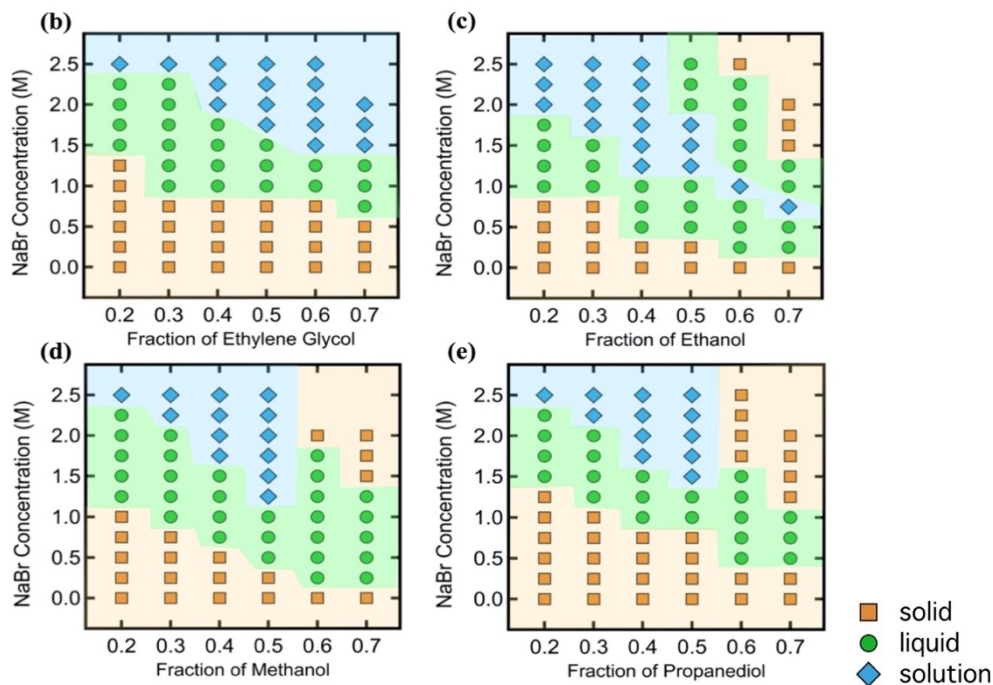 (b)
NaBr Concentration (M)
2.5
2.0
1.5
1.0
0.5
0.0
0.2 0.3 0.4 0.5 0.6 0.7
Fraction of Ethylene Glycol
(c)
NaBr Concentration (M)
2.5
2.0
1.5
1.0
0.5
0.0
0.2 0.3 0.4 0.5 0.6 0.7
Fraction of Ethanol
(d)
NaBr Concentration (M)
2.5
2.0
1.5
1.0
0.5
0.0
0.2 0.3 0.4 0.5 0.6 0.7
Fraction of Methanol
(e)
NaBr Concentration (M)
2.5
2.0
1.5
1.0
0.5
0.0
0.2 0.3 0.4 0.5 0.6 0.7
Fraction of Propanediol
solid
liquid
solution